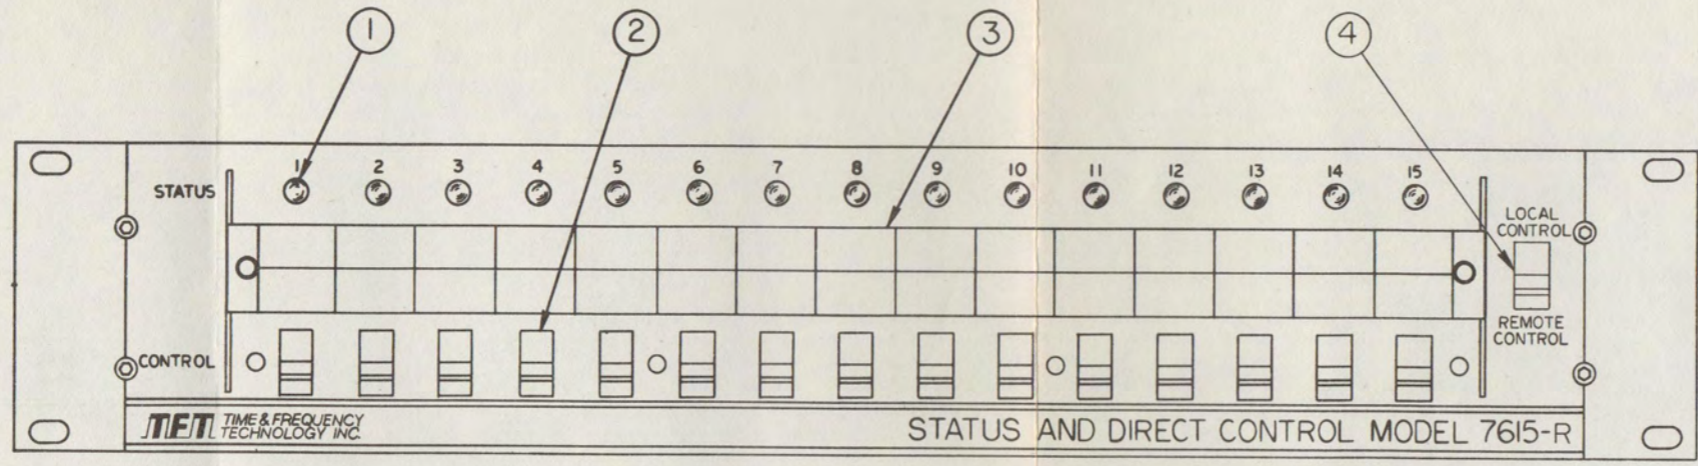 1 2 3 4
1 2 3 4 5 6 7 8 9 10 11 12 13 14 15
STATUS
LOCAL
CONTROL
REMOTE
CONTROL
CONTROL
TFT TIME & FREQUENCY
TECHNOLOGY INC.
STATUS AND DIRECT CONTROL MODEL 7615-R